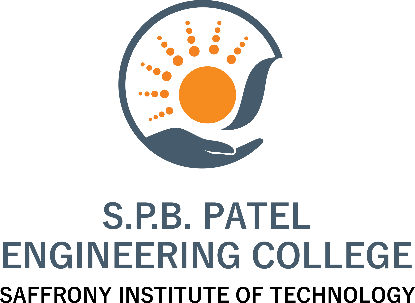 S.P.B. PATEL
ENGINEERING COLLEGE
SAFFRONY INSTITUTE OF TECHNOLOGY